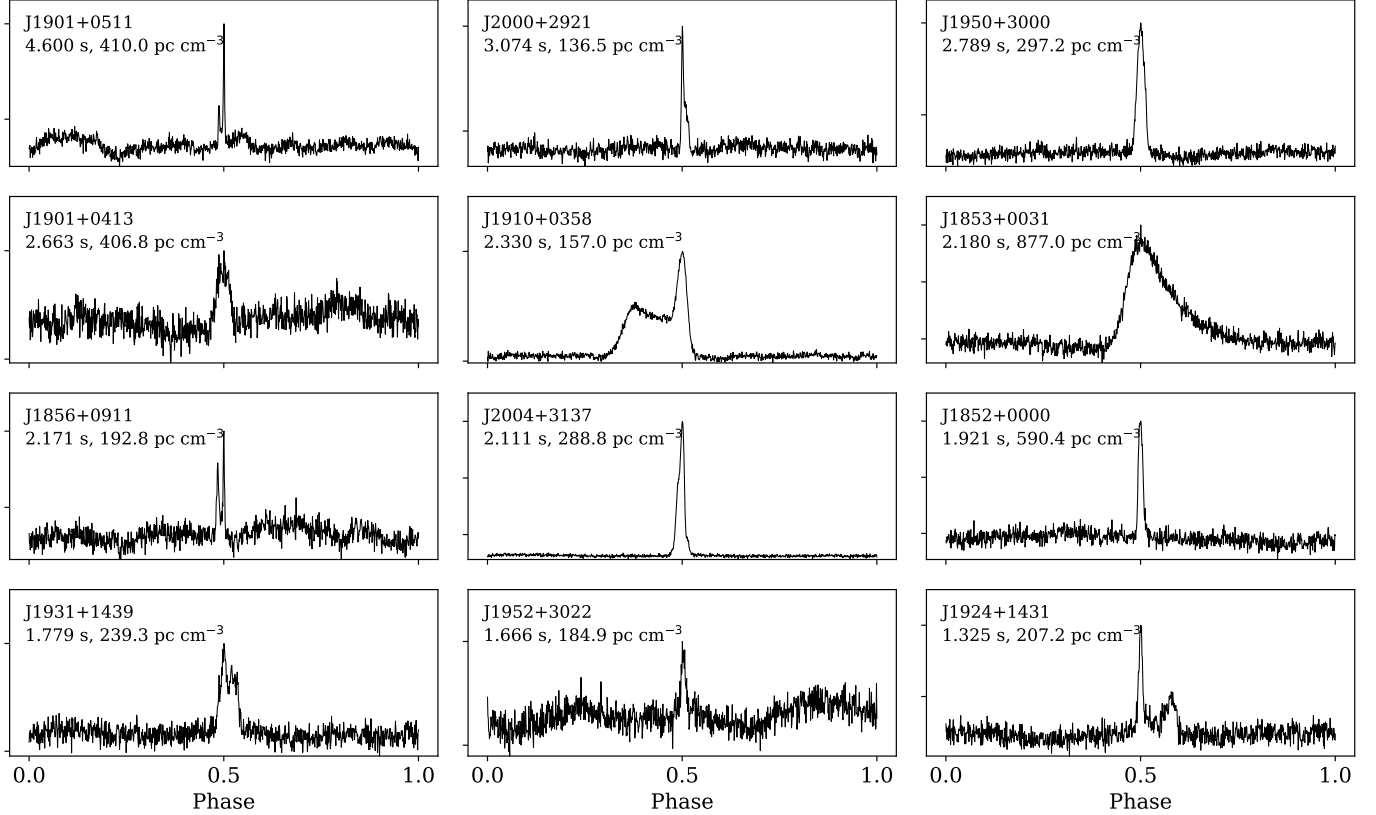 J1901+0511
4.600 s, 410.0 pc cm⁻³
J2000+2921
3.074 s, 136.5 pc cm⁻³
J1950+3000
2.789 s, 297.2 pc cm⁻³
J1901+0413
2.663 s, 406.8 pc cm⁻³
J1910+0358
2.330 s, 157.0 pc cm⁻³
J1853+0031
2.180 s, 877.0 pc cm⁻³
J1856+0911
2.171 s, 192.8 pc cm⁻³
J2004+3137
2.111 s, 288.8 pc cm⁻³
J1852+0000
1.921 s, 590.4 pc cm⁻³
J1931+1439
1.779 s, 239.3 pc cm⁻³
J1952+3022
1.666 s, 184.9 pc cm⁻³
J1924+1431
1.325 s, 207.2 pc cm⁻³
0.0 0.5 1.0 0.0 0.5 1.0 0.0 0.5 1.0
Phase Phase Phase